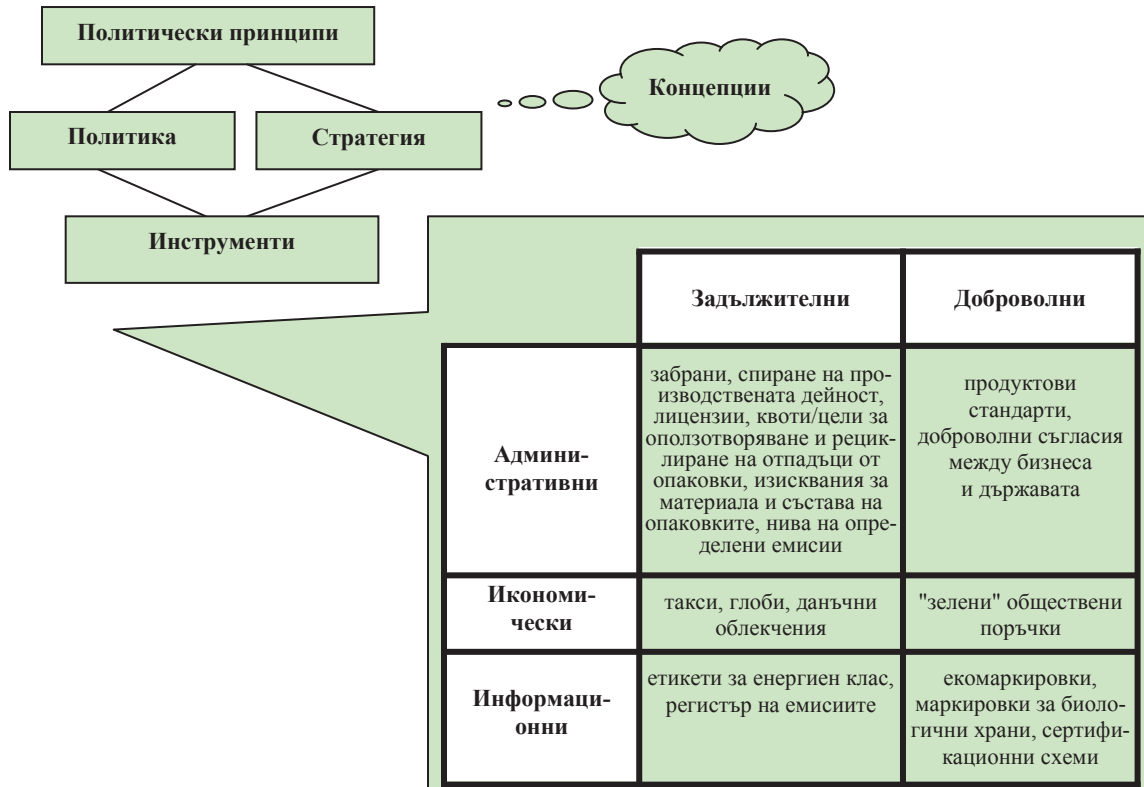 Политически принципи
Концепции
Политика
Стратегия
Инструменти
Задължителни
Доброволни
Админи-
стративни
забрани, спиране на про-
изводствената дейност,
лицензии, квоти/цели за
оползотворяване и рецик-
лиране на отпадъци от
опаковки, изисквания за
материала и състава на
опаковките, нива на опре-
делени емисии
продуктови
стандарти,
доброволни съгласия
между бизнеса
и държавата
Икономи-
чески
такси, глоби, данъчни
облекчения
"зелени" обществени
поръчки
Информаци-
онни
етикети за енергиен клас,
регистър на емисиите
екомаркировки,
маркировки за биоло-
гични храни, сертифи-
кационни схеми